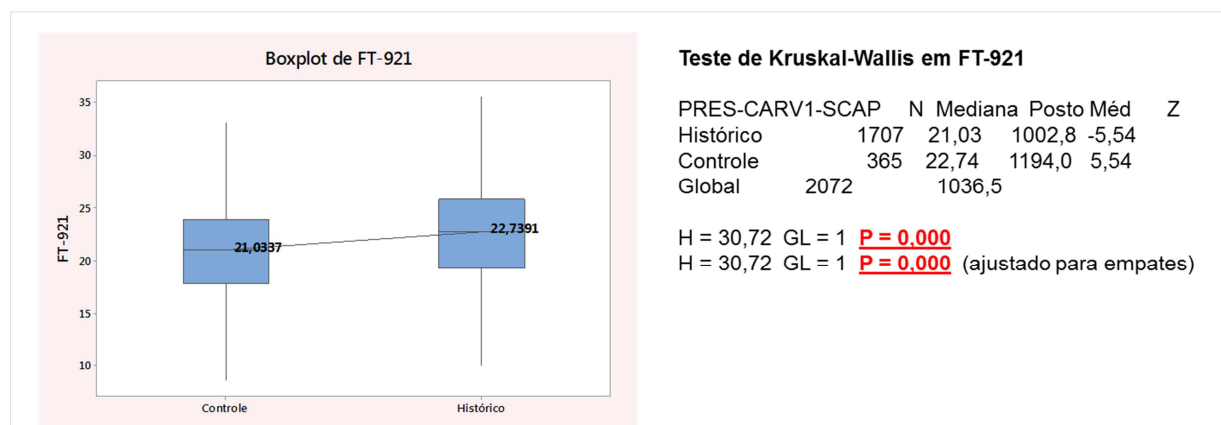 Boxplot de FT-921
35
30
25
20
15
10
FT-921
21,0337
22,7391
Controle Histórico
Teste de Kruskal-Wallis em FT-921
PRES-CARV1-SCAP N Mediana Posto Méd Z
Histórico 1707 21,03 1002,8 -5,54
Controle 365 22,74 1194,0 5,54
Global 2072 1036,5
H = 30,72 GL = 1 P = 0,000
H = 30,72 GL = 1 P = 0,000 (ajustado para empates)